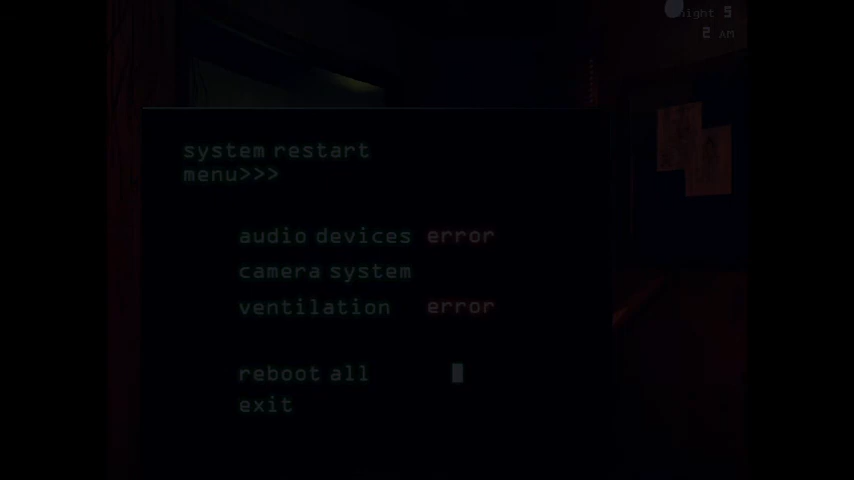 night 5
2 AM
system restart
menu>>>
audio devices error
camera system
ventilation error
reboot all
exit